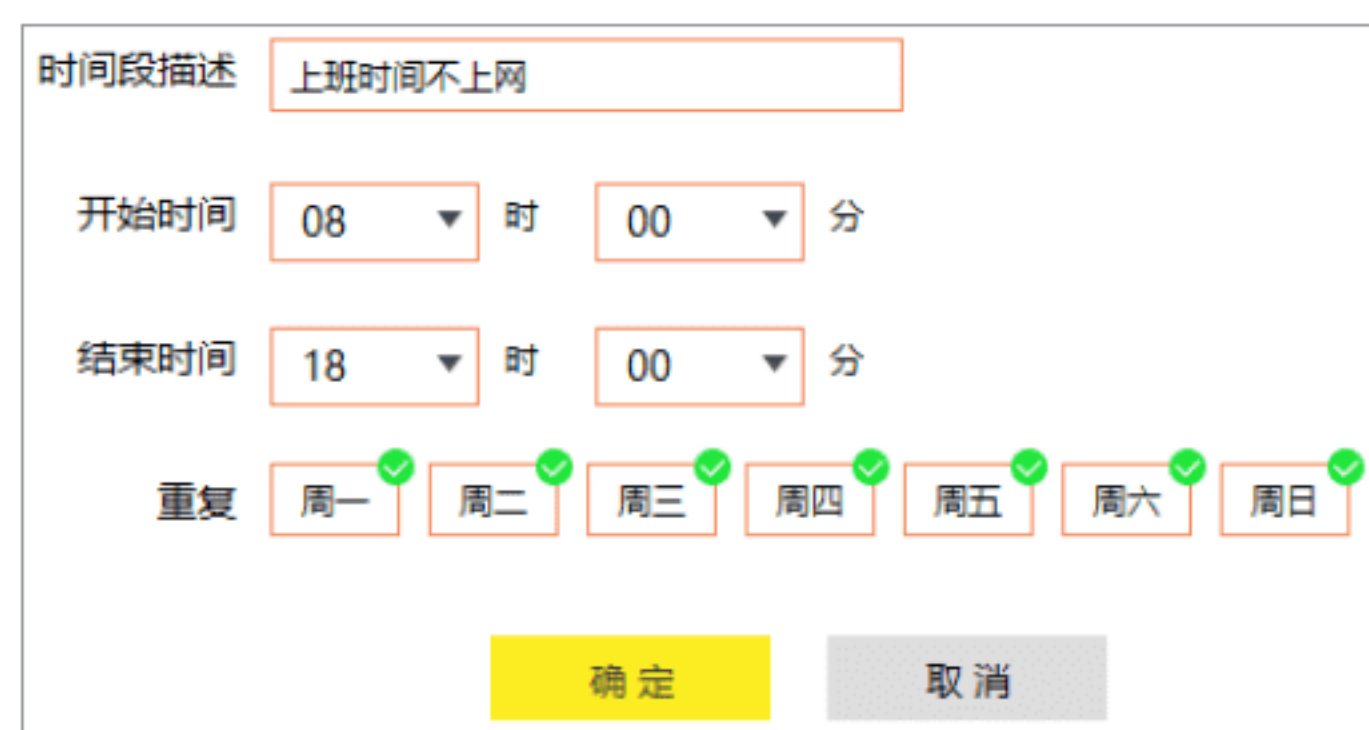 时间段描述 上班时间不上网
开始时间 08 时 00 分
结束时间 18 时 00 分
重复 周一 周二 周三 周四 周五 周六 周日
确定 取消